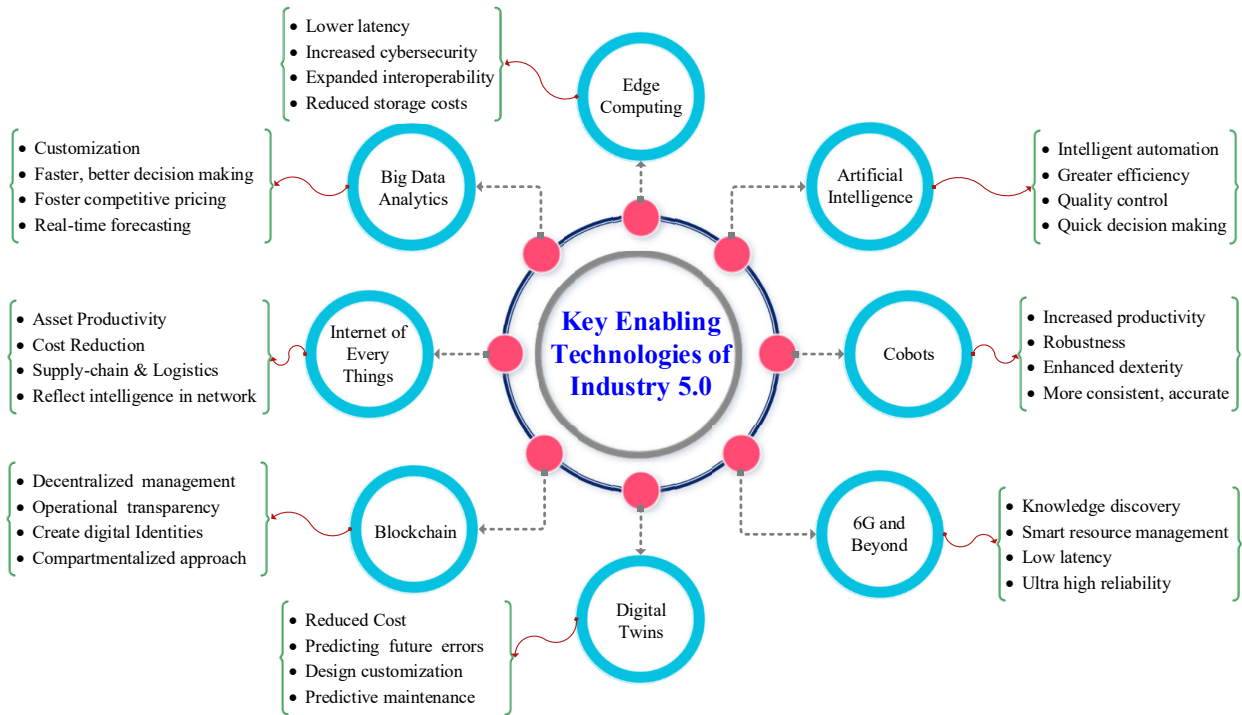 Key Enabling
Technologies of
Industry 5.0
Edge
Computing
• Lower latency
• Increased cybersecurity
• Expanded interoperability
• Reduced storage costs
Artificial
Intelligence
• Intelligent automation
• Greater efficiency
• Quality control
• Quick decision making
Cobots
• Increased productivity
• Robustness
• Enhanced dexterity
• More consistent, accurate
6G and
Beyond
• Knowledge discovery
• Smart resource management
• Low latency
• Ultra high reliability
Digital
Twins
• Reduced Cost
• Predicting future errors
• Design customization
• Predictive maintenance
Blockchain
• Decentralized management
• Operational transparency
• Create digital Identities
• Compartmentalized approach
Internet of
Every
Things
• Asset Productivity
• Cost Reduction
• Supply-chain & Logistics
• Reflect intelligence in network
Big Data
Analytics
• Customization
• Faster, better decision making
• Foster competitive pricing
• Real-time forecasting